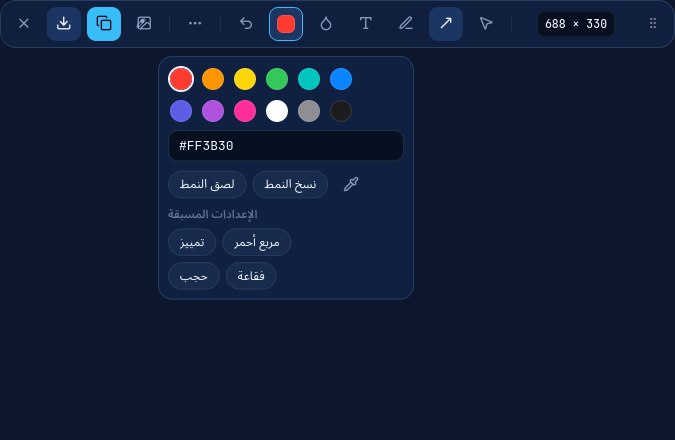 688 × 330
#FF3B30
نسخ النمط لصق النمط
الإعدادات المسبقة
مربع أحمر تمييز
فقاعة حجب